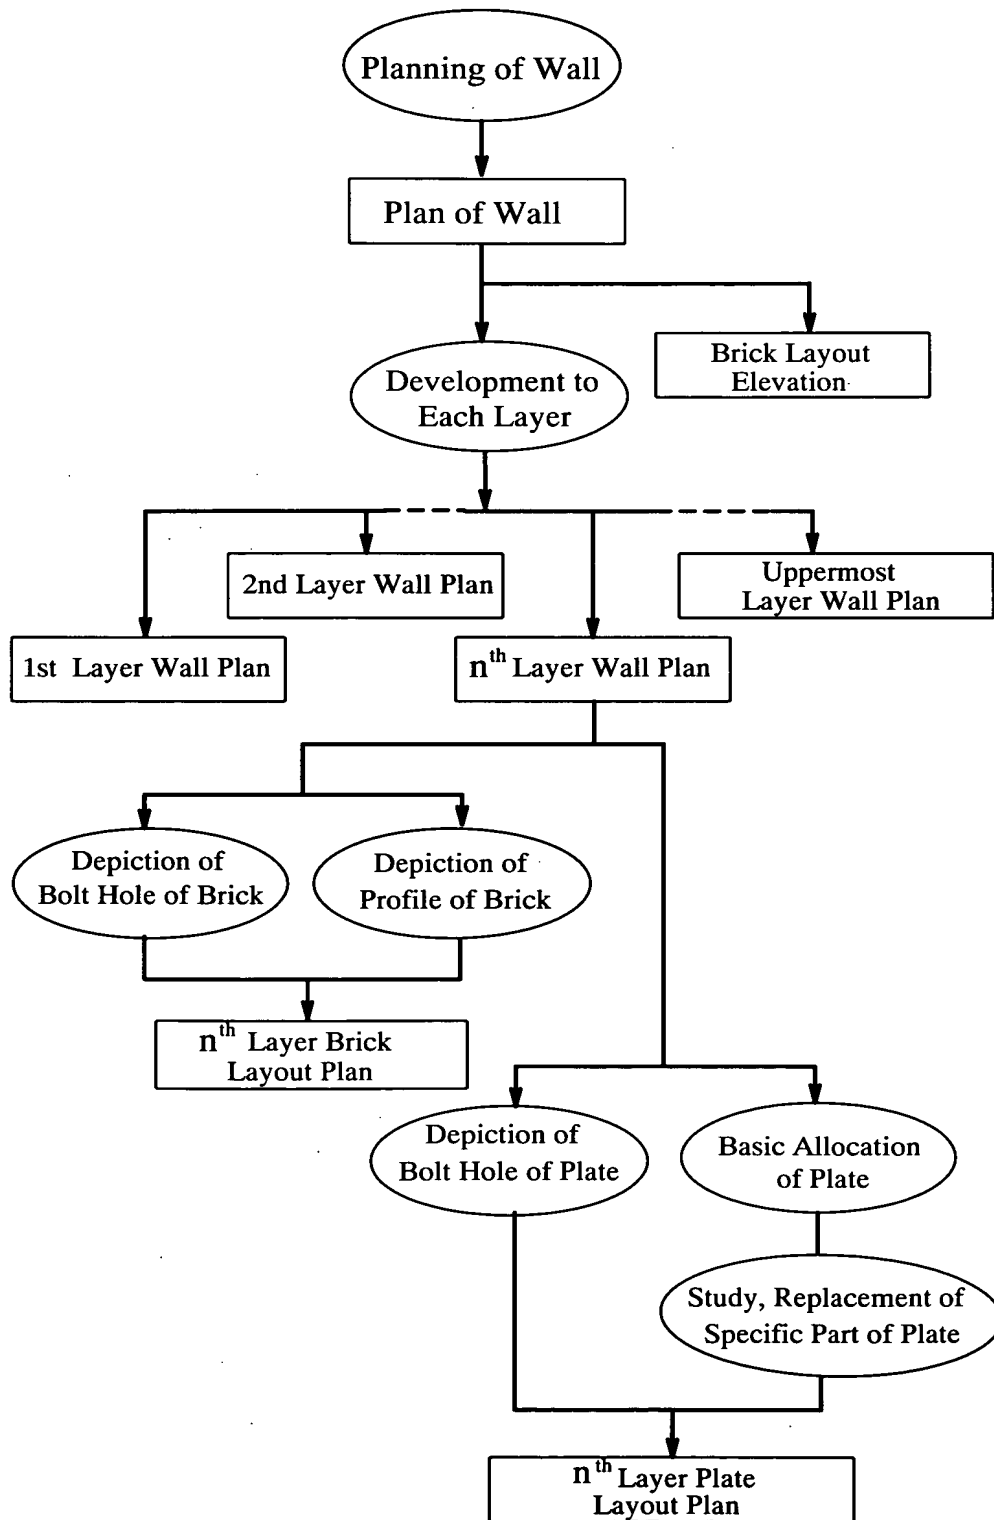 Planning of Wall
Plan of Wall
Brick Layout
Elevation
Development to
Each Layer
2nd Layer Wall Plan
Uppermost
Layer Wall Plan
1st Layer Wall Plan
nth Layer Wall Plan
Depiction of
Bolt Hole of Brick
Depiction of
Profile of Brick
nth Layer Brick
Layout Plan
Depiction of
Bolt Hole of Plate
Basic Allocation
of Plate
Study, Replacement of
Specific Part of Plate
nth Layer Plate
Layout Plan